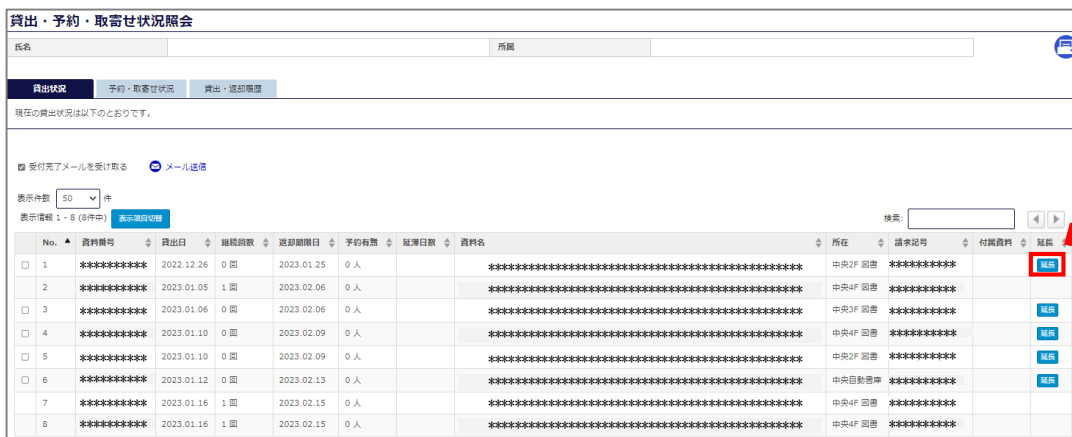 貸出・予約・取寄せ状況照会
氏名 所属
貸出状況 予約・取寄せ状況 貸出・返却履歴
現在の貸出状況は以下のとおりです。
受付完了メールを受け取る メール送信
表示件数 50 件
表示情報 1 - 8 (8件中) 表示項目切替 検索:
No. 資料番号 貸出日 継続回数 返却期限日 予約有無 延滞日数 資料名 所在 請求記号 付属資料 延長
1 ********** 2022.12.26 0 回 2023.01.25 0 人 ***************************************** 中央2F 図書 ********** 延長
2 ********** 2023.01.05 1 回 2023.02.06 0 人 ***************************************** 中央4F 図書 **********
3 ********** 2023.01.06 0 回 2023.02.06 0 人 ***************************************** 中央3F 図書 ********** 延長
4 ********** 2023.01.10 0 回 2023.02.09 0 人 ***************************************** 中央4F 図書 ********** 延長
5 ********** 2023.01.10 0 回 2023.02.09 0 人 ***************************************** 中央2F 図書 ********** 延長
6 ********** 2023.01.12 0 回 2023.02.13 0 人 ***************************************** 中央自動書庫 ********** 延長
7 ********** 2023.01.16 1 回 2023.02.15 0 人 ***************************************** 中央4F 図書 **********
8 ********** 2023.01.16 1 回 2023.02.15 0 人 ***************************************** 中央4F 図書 **********